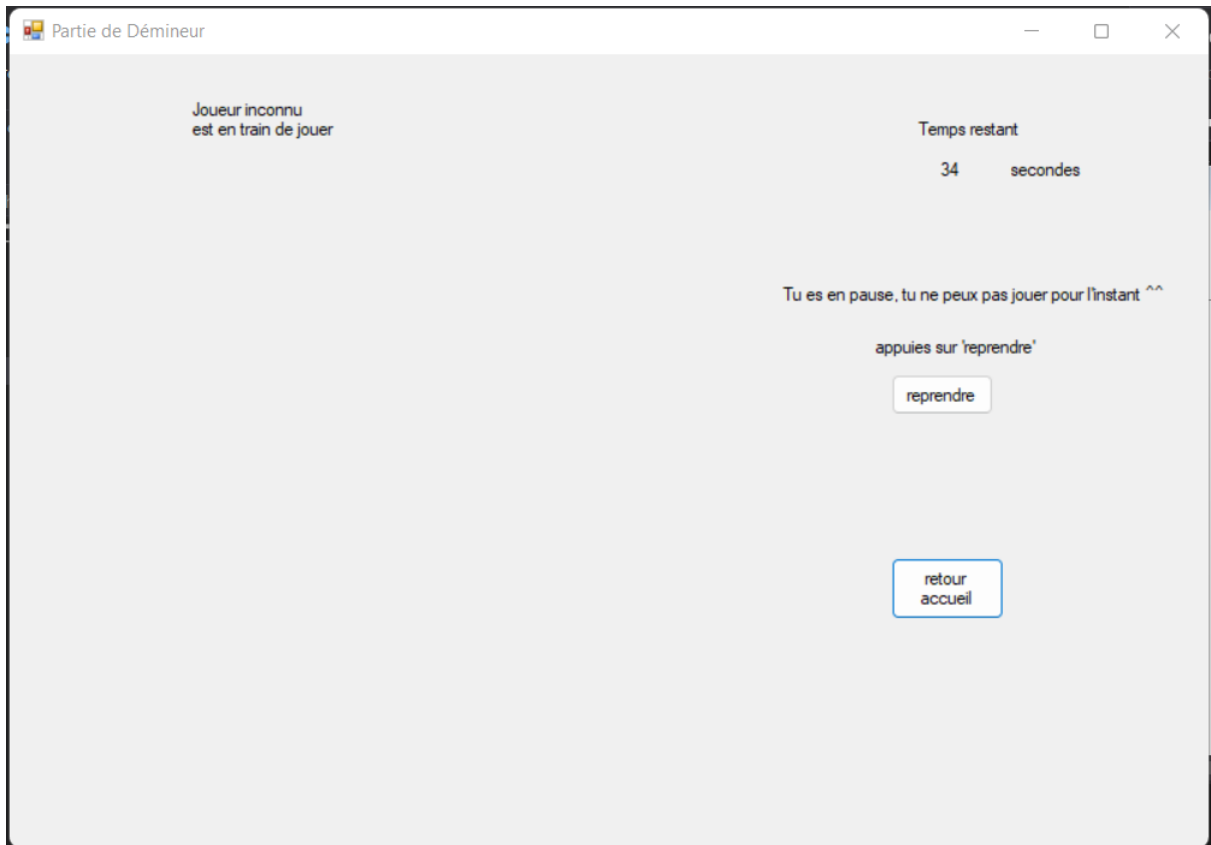 Partie de Démineur
Joueur inconnu
est en train de jouer
Temps restant
34 secondes
Tu es en pause, tu ne peux pas jouer pour l'instant ^^
appuies sur 'reprendre'
reprendre
retour
accueil